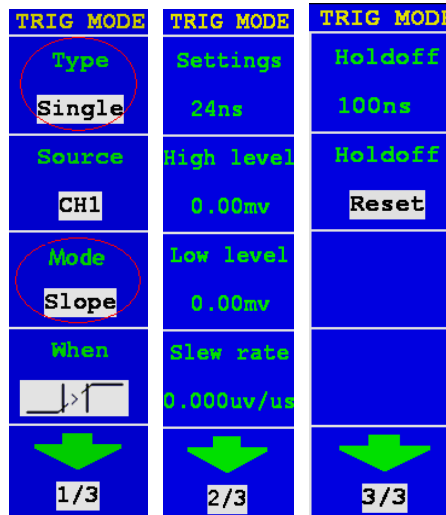 TRIG MODE
Type
Single
Source
CH1
Mode
Slope
When
>
1/3
TRIG MODE
Settings
24ns
High level
0.00mv
Low level
0.00mv
Slew rate
0.000uv/us
2/3
TRIG MODE
Holdoff
100ns
Holdoff
Reset
3/3